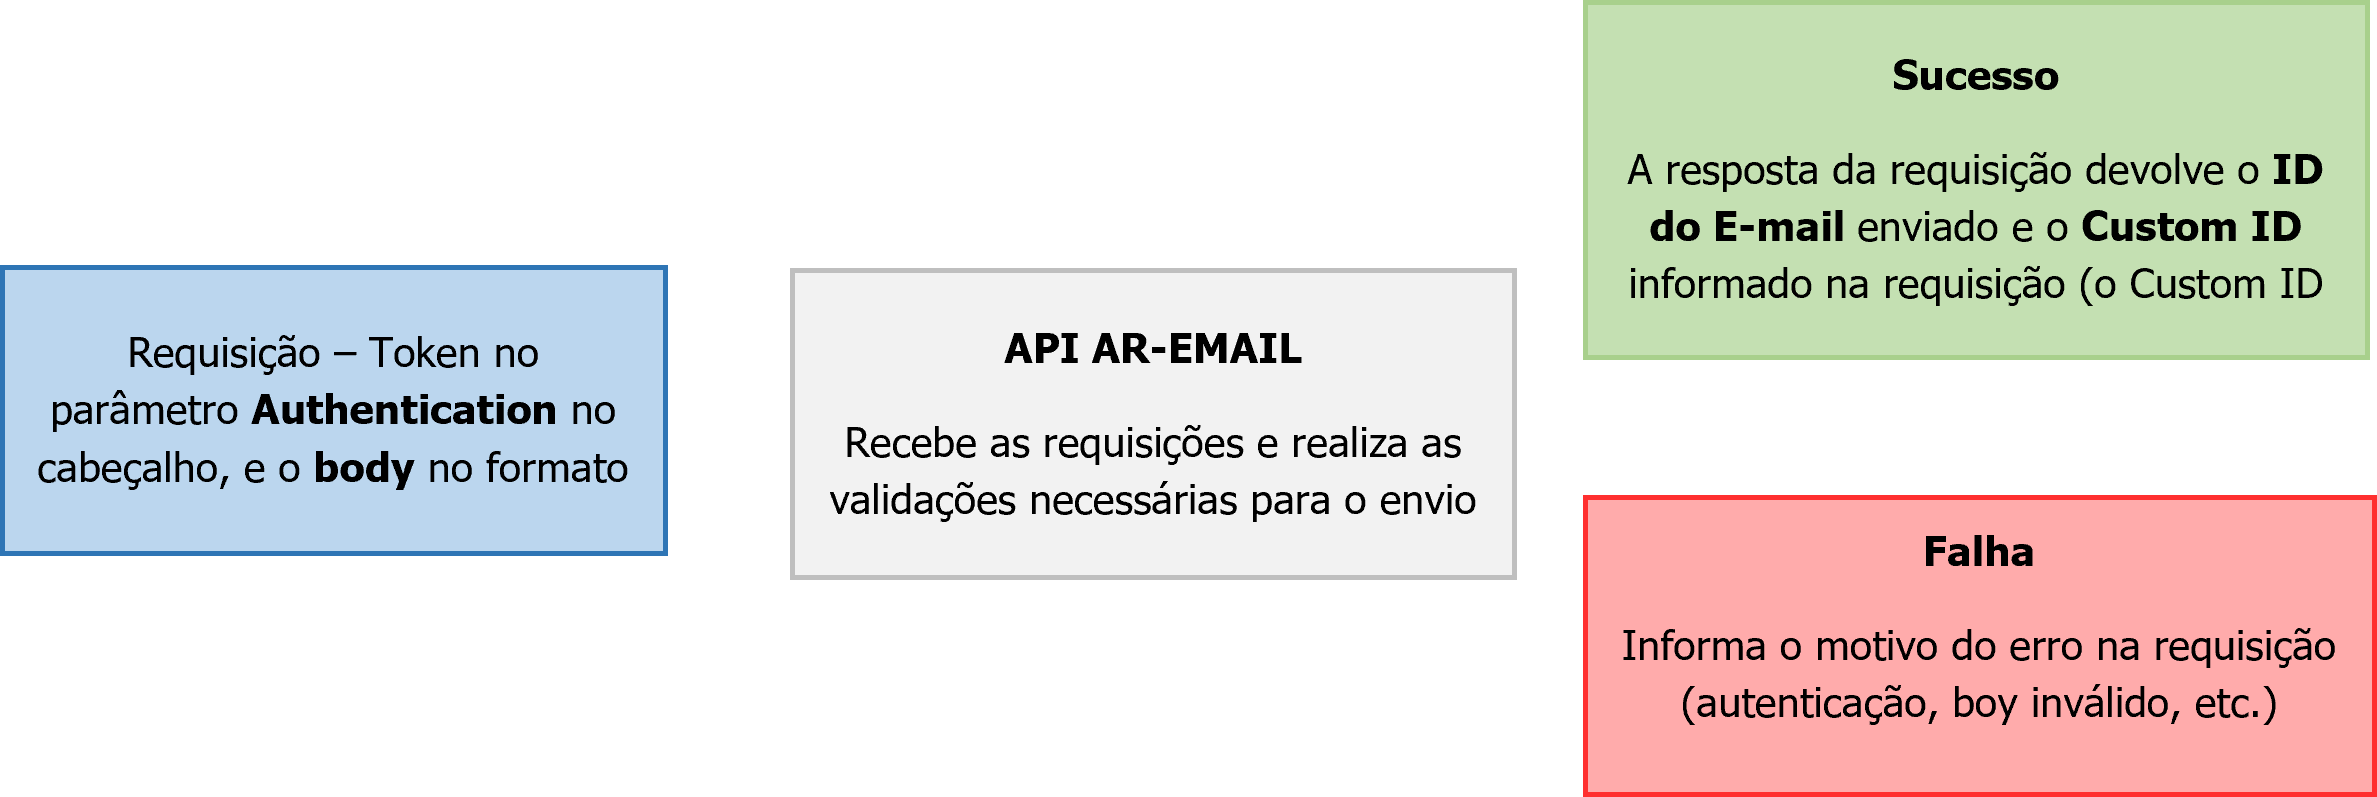 Requisição – Token no
parâmetro Authentication no
cabeçalho, e o body no formato
API AR-EMAIL
Recebe as requisições e realiza as
validações necessárias para o envio
Sucesso
A resposta da requisição devolve o ID
do E-mail enviado e o Custom ID
informado na requisição (o Custom ID
Falha
Informa o motivo do erro na requisição
(autenticação, boy inválido, etc.)